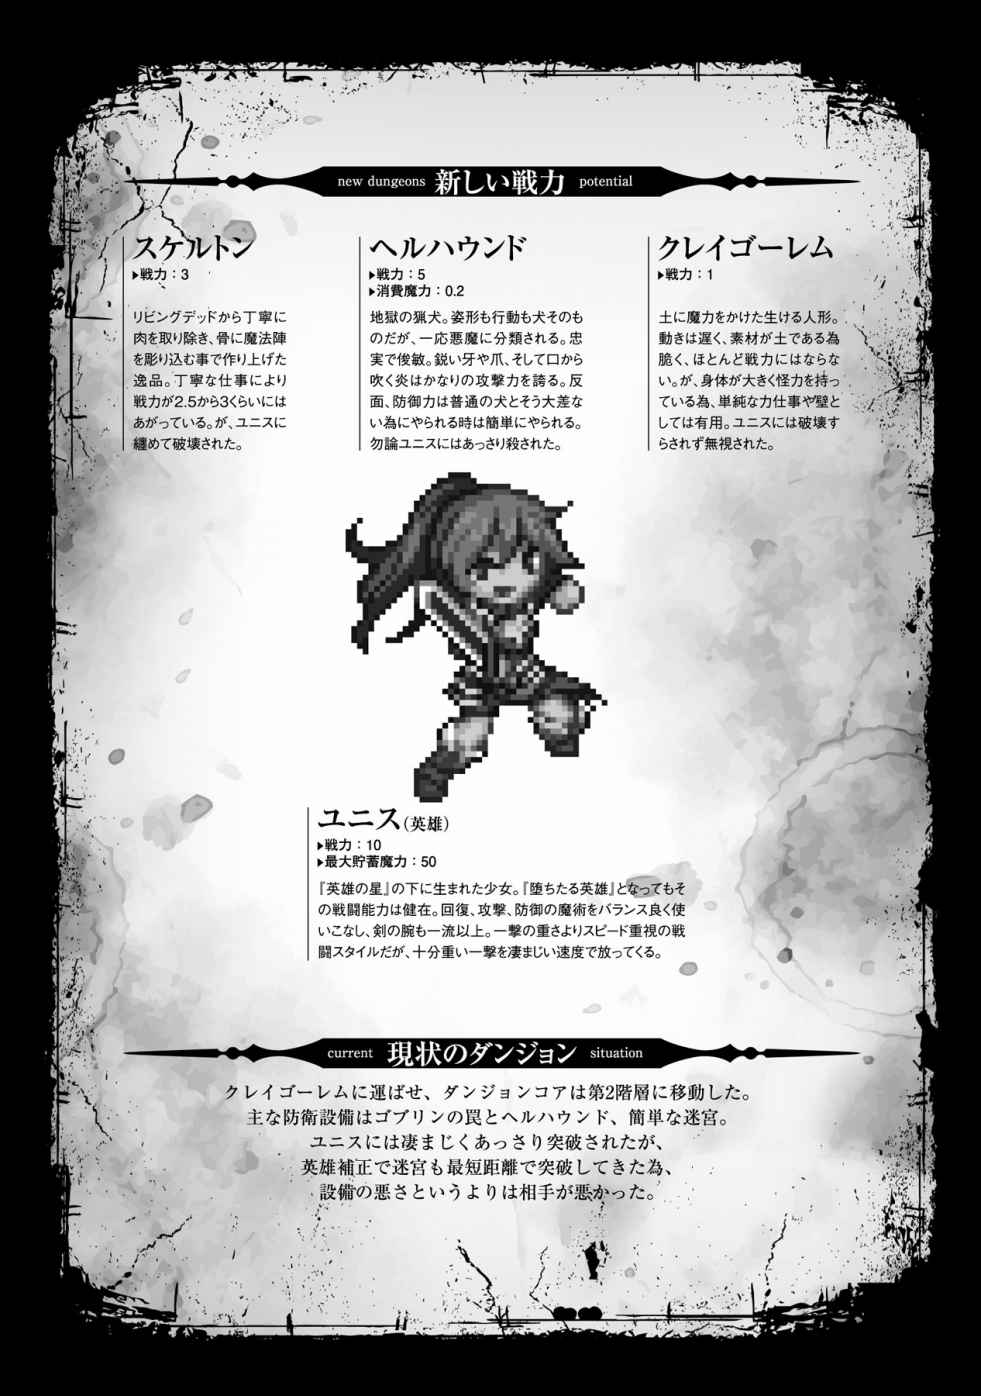 new dungeons 新しい戦力 potential
スケルトン
▶戦力：3
リビングデッドから丁寧に
肉を取り除き、骨に魔法陣
を彫り込む事で作り上げた
逸品。丁寧な仕事により
戦力が2.5から3くらいには
あがっている。が、ユニスに
纏めて破壊された。
ヘルハウンド
▶戦力：5
▶消費魔力：0.2
地獄の猟犬。姿形も行動も犬そのも
のだが、一応悪魔に分類される。忠
実で俊敏。鋭い牙や爪、そして口から
吹く炎はかなりの攻撃力を誇る。反
面、防御力は普通の犬とそう大差な
い為にやられる時は簡単にやられる。
勿論ユニスにはあっさり殺された。
クレイゴーレム
▶戦力：1
土に魔力をかけた生ける人形。
動きは遅く、素材が土である為
脆く、ほとんど戦力にはならな
い。が、身体が大きく怪力を持っ
ている為、単純な力仕事や壁と
しては有用。ユニスには破壊す
らされず無視された。
ユニス（英雄）
▶戦力：10
▶最大貯蓄魔力：50
『英雄の星』の下に生まれた少女。『堕ちたる英雄』となってもそ
の戦闘能力は健在。回復、攻撃、防御の魔術をバランス良く使
いこなし、剣の腕も一流以上。一撃の重さよりスピード重視の戦
闘スタイルだが、十分重い一撃を凄まじい速度で放ってくる。
current 現状のダンジョン situation
クレイゴーレムに運ばせ、ダンジョンコアは第2階層に移動した。
主な防衛設備はゴブリンの罠とヘルハウンド、簡単な迷宮。
ユニスには凄まじくあっさり突破されたが、
英雄補正で迷宮も最短距離で突破してきた為、
設備の悪さというよりは相手が悪かった。